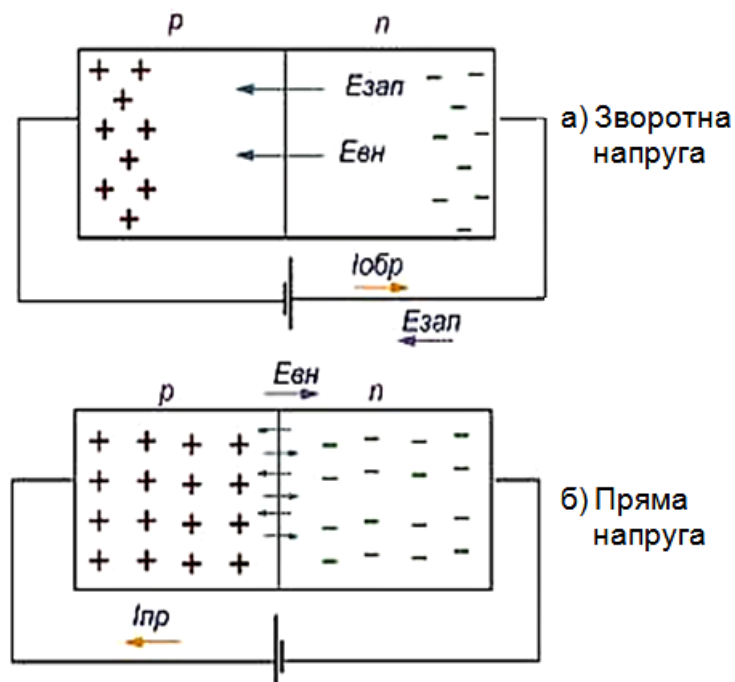 p n
Eзап
Eвн
а) Зворотна
напруга
Iобр
Eзап
Eвн
p n
б) Пряма
напруга
Iпр